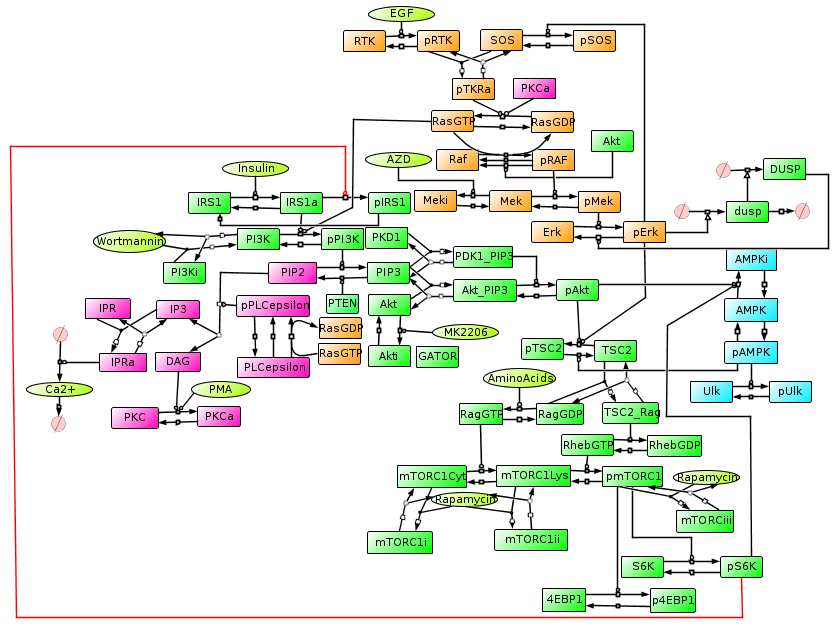 EGF
RTK
pRTK
SOS
pSOS
pTKRa
PKCa
RasGTP
RasGDP
Akt
AZD
Raf
pRAF
DUSP
Insulin
IRS1
IRS1a
pIRS1
Meki
Mek
pMek
dusp
Erk
pErk
Wortmannin
PI3K
pPI3K
PKD1
PDK1_PIP3
AMPKi
PI3Ki
PIP2
PIP3
Akt_PIP3
pAkt
IPR
IP3
pPLCepsilon
PTEN
Akt
AMPK
RasGDP
MK2206
IPRa
DAG
PLCepsilon
RasGTP
Akti
GATOR
pTSC2
TSC2
pAMPK
Ca2+
PMA
AminoAcids
Ulk
pUlk
PKC
PKCa
RagGTP
RagGDP
TSC2_Rag
RhebGTP
RhebGDP
mTORC1Cyt
mTORC1Lys
pmTORC1
Rapamycin
Rapamycin
mTORC1i
mTORC1ii
mTORCiii
S6K
pS6K
4EBP1
p4EBP1